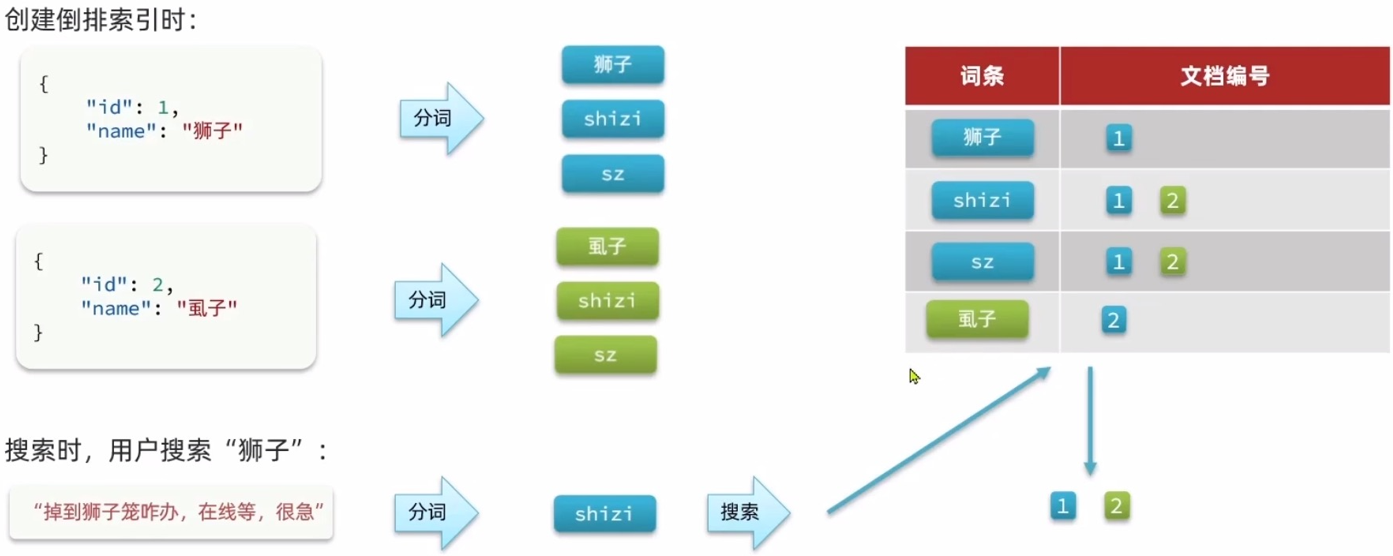 创建倒排索引时：
{
"id": 1,
"name": "狮子"
}
分词
狮子
shizi
sz
{
"id": 2,
"name": "虱子"
}
分词
虱子
shizi
sz
词条 文档编号
狮子 1
shizi 1 2
sz 1 2
虱子 2
搜索时，用户搜索“狮子”：
“掉到狮子笼咋办，在线等，很急”
分词
shizi
搜索
1 2